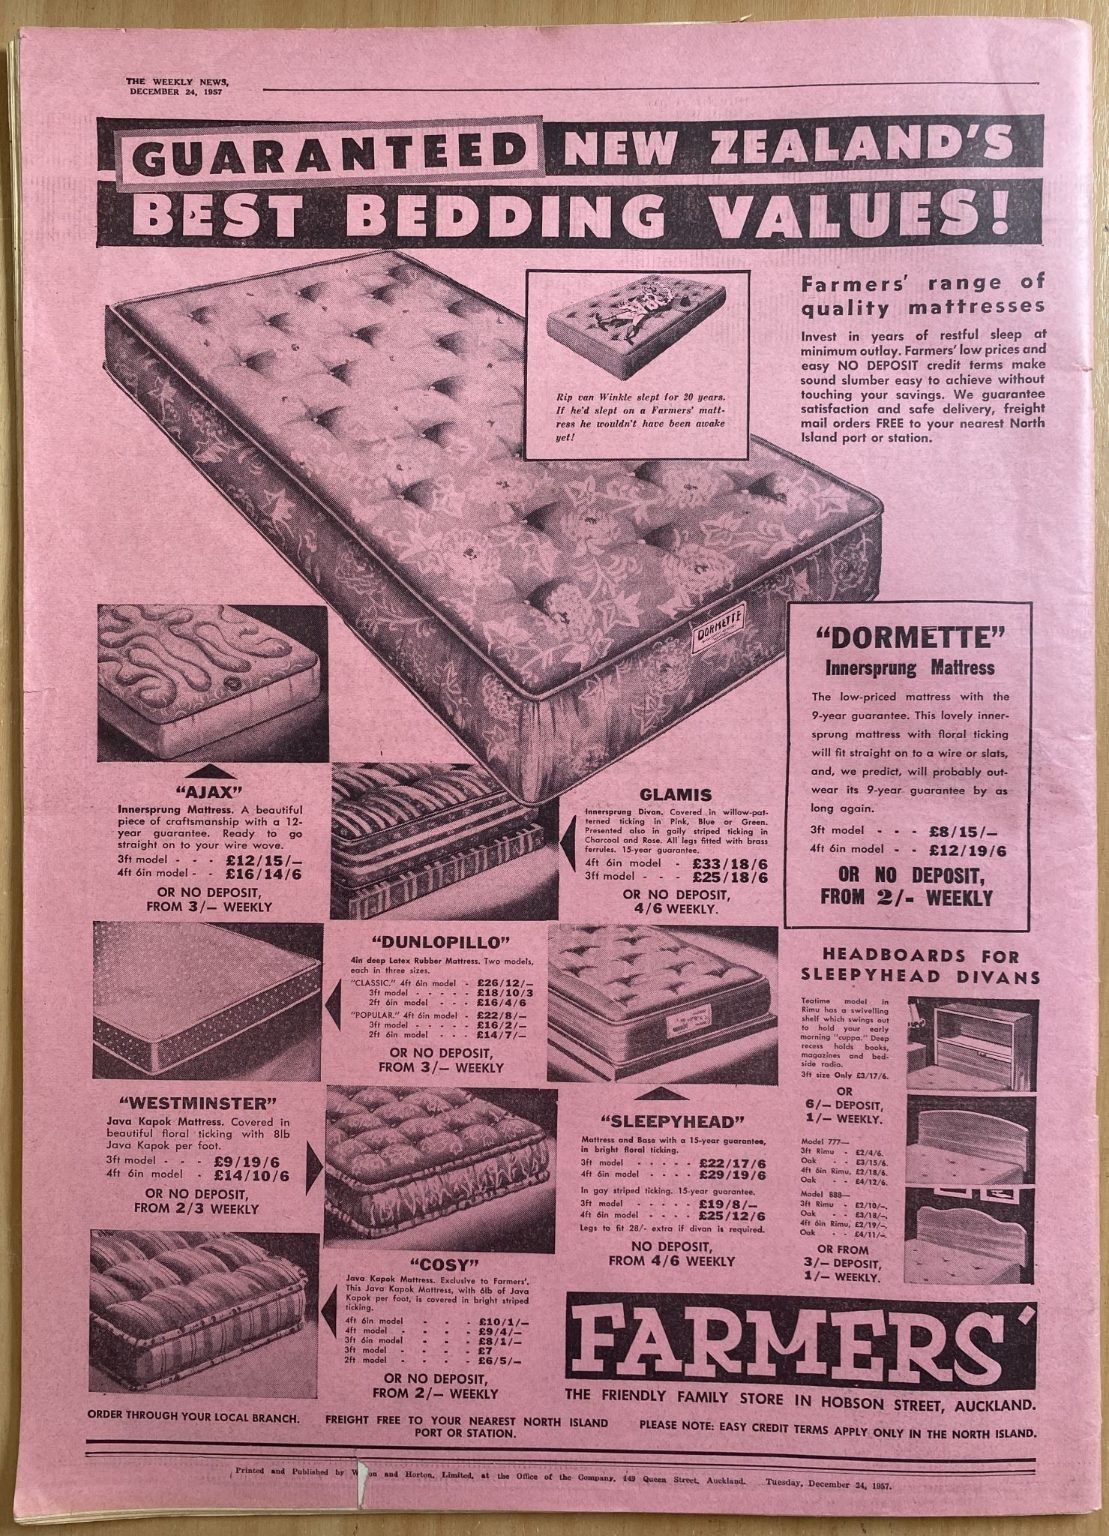 THE WEEKLY NEWS,
DECEMBER 24, 1957
GUARANTEED NEW ZEALAND'S
BEST BEDDING VALUES!
Rip van Winkle slept for 20 years.
If he'd slept on a Farmers' matt-
ress he wouldn't have been awake
yet!
Farmers' range of
quality mattresses
Invest in years of restful sleep at
minimum outlay. Farmers' low prices and
easy NO DEPOSIT credit terms make
sound slumber easy to achieve without
touching your savings. We guarantee
satisfaction and safe delivery, freight
mail orders FREE to your nearest North
Island port or station.
DORMETTE
"DORMETTE"
Innersprung Mattress
The low-priced mattress with the
9-year guarantee. This lovely inner-
sprung mattress with floral ticking
will fit straight on to a wire or slats,
and, we predict, will probably out-
wear its 9-year guarantee by as
long again.
3ft model - - - £8/15/-
4ft 6in model - - £12/19/6
OR NO DEPOSIT,
FROM 2/- WEEKLY
"AJAX"
Innersprung Mattress. A beautiful
piece of craftsmanship with a 12-
year guarantee. Ready to go
straight on to your wire wove.
3ft model - - - £12/15/-
4ft 6in model - - £16/14/6
OR NO DEPOSIT,
FROM 3/- WEEKLY
GLAMIS
Innersprung Divan. Covered in willow-pat-
terned ticking in Pink, Blue or Green.
Presented also in gaily striped ticking in
Charcoal and Rose. All legs fitted with brass
ferrules. 15-year guarantee.
4ft 6in model - £33/18/6
3ft model - - - £25/18/6
OR NO DEPOSIT,
4/6 WEEKLY.
"DUNLOPILLO"
4in deep Latex Rubber Mattress. Two models,
each in three sizes.
"CLASSIC." 4ft 6in model - £26/12/-
3ft model - - - - - £18/10/3
2ft 6in model - - - £16/4/6
"POPULAR." 4ft 6in model - £22/8/-
3ft model - - - - - £16/2/-
2ft 6in model - - - £14/7/-
OR NO DEPOSIT,
FROM 3/- WEEKLY
HEADBOARDS FOR
SLEEPYHEAD DIVANS
Teatime model in
Rimu has a swivelling
shelf which swings out
to hold your early
morning "cuppa." Deep
recess holds books,
magazines and bed-
side radio.
3ft size Only £3/17/6.
OR
6/- DEPOSIT,
1/- WEEKLY.
Model 777—
3ft Rimu - £2/4/6.
Oak - - £3/15/6.
4ft 6in Rimu, £2/18/6.
Oak - - £4/12/6.
Model 888—
3ft Rimu - £2/10/-.
Oak - - £3/18/-.
4ft 6in Rimu, £2/19/-.
Oak - - £4/11/-.
OR FROM
3/- DEPOSIT,
1/- WEEKLY.
"WESTMINSTER"
Java Kapok Mattress. Covered in
beautiful floral ticking with 8lb
Java Kapok per foot.
3ft model - - - £9/19/6
4ft 6in model - £14/10/6
OR NO DEPOSIT,
FROM 2/3 WEEKLY
"SLEEPYHEAD"
Mattress and Base with a 15-year guarantee,
in bright floral ticking.
3ft model - - - - - £22/17/6
4ft 6in model - - - - £29/19/6
In gay striped ticking. 15-year guarantee.
3ft model - - - - - £19/8/-
4ft 6in model - - - - £25/12/6
Legs to fit 28/- extra if divan is required.
NO DEPOSIT,
FROM 4/6 WEEKLY
"COSY"
Java Kapok Mattress. Exclusive to Farmers'.
This Java Kapok Mattress, with 6lb of Java
Kapok per foot, is covered in bright striped
ticking.
4ft 6in model - - - £10/1/-
4ft model - - - - £9/4/-
3ft 6in model - - - £8/1/-
3ft model - - - - £7
2ft model - - - - £6/5/-
OR NO DEPOSIT,
FROM 2/- WEEKLY
FARMERS'
THE FRIENDLY FAMILY STORE IN HOBSON STREET, AUCKLAND.
ORDER THROUGH YOUR LOCAL BRANCH. FREIGHT FREE TO YOUR NEAREST NORTH ISLAND PORT OR STATION. PLEASE NOTE: EASY CREDIT TERMS APPLY ONLY IN THE NORTH ISLAND.
Printed and Published by W on and Horton, Limited, at the Office of the Company, 149 Queen Street, Auckland. Tuesday, December 24, 1957.